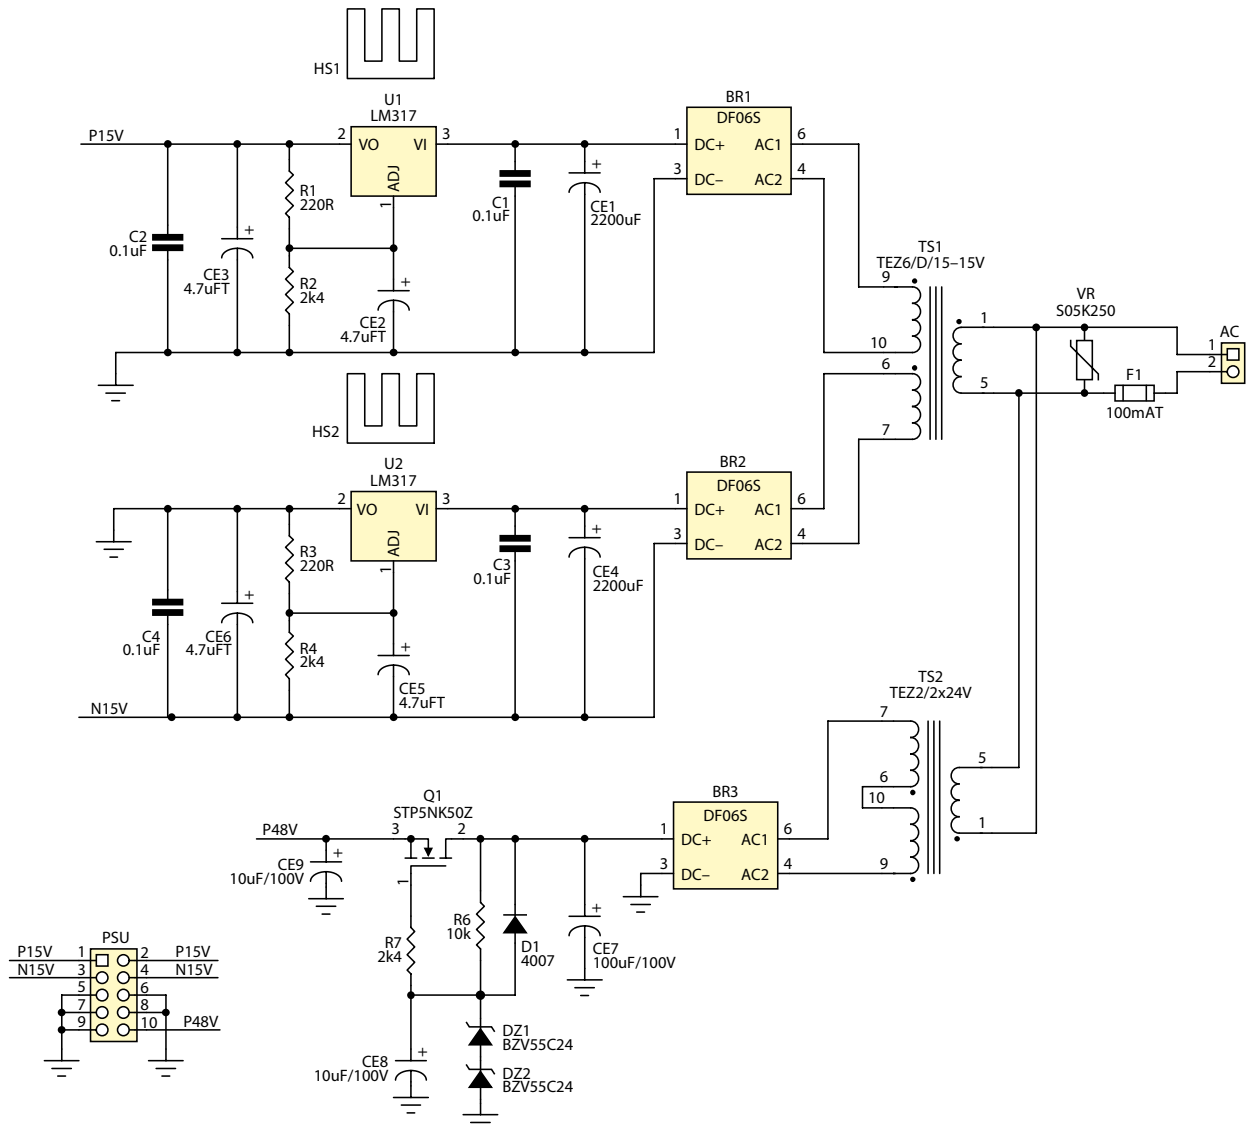 HS1
U1
LM317
P15V
2
VO
VI
3
ADJ
1
R1
220R
R2
2k4
C2
0.1uF
CE3
4.7uFT
+
CE2
4.7uFT
+
C1
0.1uF
CE1
2200uF
+
BR1
DF06S
1
DC+
AC1
6
3
DC–
AC2
4
TS1
TEZ6/D/15–15V
9
10
6
7
1
5
VR
S05K250
F1
100mAT
AC
1
2
HS2
U2
LM317
2
VO
VI
3
ADJ
1
R3
220R
R4
2k4
C4
0.1uF
CE6
4.7uFT
+
CE5
4.7uFT
+
C3
0.1uF
CE4
2200uF
+
N15V
BR2
DF06S
1
DC+
AC1
6
3
DC–
AC2
4
TS2
TEZ2/2x24V
7
6
10
9
5
1
Q1
STP5NK50Z
P48V
3
2
1
CE9
10uF/100V
+
R7
2k4
R6
10k
D1
4007
CE7
100uF/100V
+
BR3
DF06S
1
DC+
AC1
6
3
DC–
AC2
4
CE8
10uF/100V
+
DZ1
BZV55C24
DZ2
BZV55C24
PSU
P15V
1
2
P15V
N15V
3
4
N15V
5
6
7
8
9
10
P48V